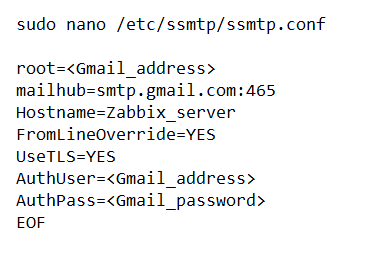 sudo nano /etc/ssmtp/ssmtp.conf
root=<Gmail_address>
mailhub=smtp.gmail.com:465
Hostname=Zabbix_server
FromLineOverride=YES
UseTLS=YES
AuthUser=<Gmail_address>
AuthPass=<Gmail_password>
EOF